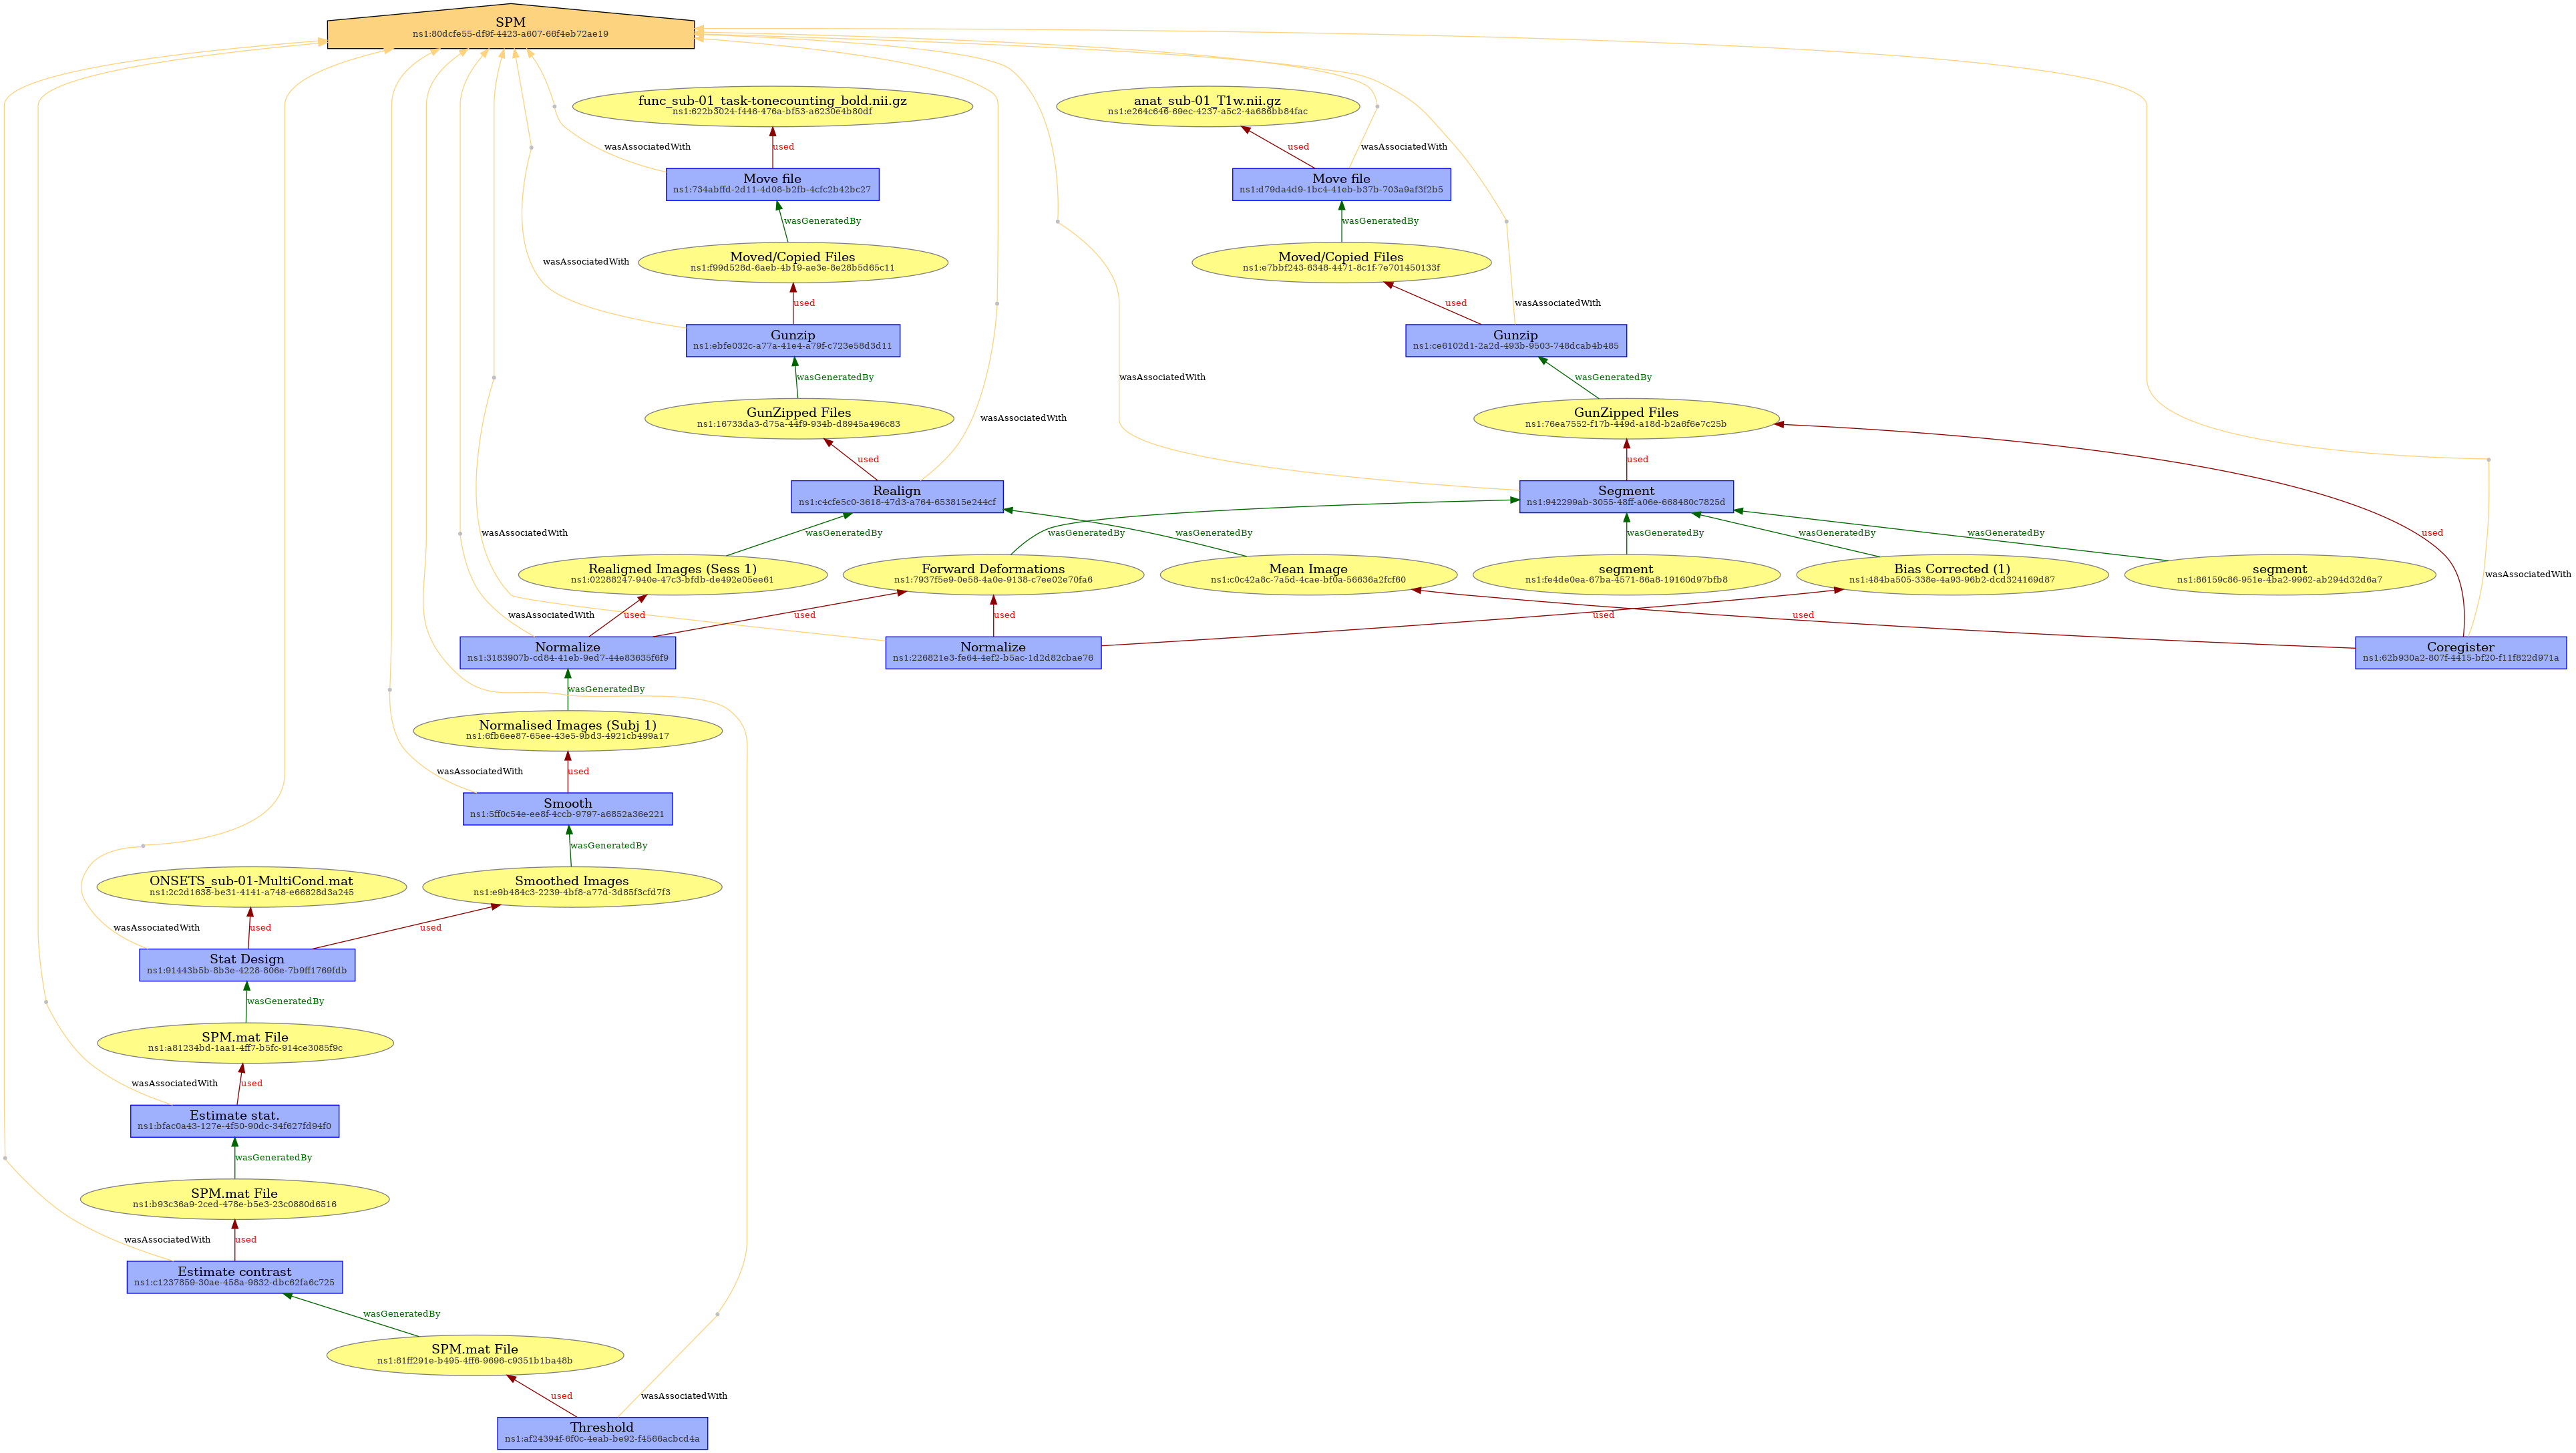 SPM
ns1:80dcfe55-df9f-4423-a607-66f4eb72ae19
func_sub-01_task-tonecounting_bold.nii.gz
ns1:622b3024-f446-476a-bf53-a6230e4b80df
anat_sub-01_T1w.nii.gz
ns1:e264c646-69ec-4237-a5c2-4a686bb84fac
wasAssociatedWith
used
used
wasAssociatedWith
Move file
ns1:734abffd-2d11-4d08-b2fb-4cfc2b42bc27
Move file
ns1:d79da4d9-1bc4-41eb-b37b-703a9af3f2b5
wasGeneratedBy
wasGeneratedBy
wasAssociatedWith
Moved/Copied Files
ns1:f99d528d-6aeb-4b19-ae3e-8e28b5d65c11
Moved/Copied Files
ns1:e7bbf243-6348-4471-8c1f-7e701450133f
used
used
wasAssociatedWith
Gunzip
ns1:ebfe032c-a77a-41e4-a79f-c723e58d3d11
Gunzip
ns1:ce6102d1-2a2d-493b-9503-748dcab4b485
wasGeneratedBy
wasAssociatedWith
wasGeneratedBy
GunZipped Files
ns1:16733da3-d75a-44f9-934b-d8945a496c83
wasAssociatedWith
GunZipped Files
ns1:76ea7552-f17b-449d-a18d-b2a6f6e7c25b
used
used
Realign
ns1:c4cfe5c0-3618-47d3-a764-653815e244cf
Segment
ns1:942299ab-3055-48ff-a06e-668480c7825d
wasAssociatedWith
wasGeneratedBy
wasGeneratedBy
wasGeneratedBy
wasGeneratedBy
wasGeneratedBy
wasGeneratedBy
used
Realigned Images (Sess 1)
ns1:02288247-940e-47c3-bfdb-de492e05ee61
Forward Deformations
ns1:7937f5e9-0e58-4a0e-9138-c7ee02e70fa6
Mean Image
ns1:c0c42a8c-7a5d-4cae-bf0a-56636a2fcf60
segment
ns1:fe4de0ea-67ba-4571-86a8-19160d97bfb8
Bias Corrected (1)
ns1:484ba505-338e-4a93-96b2-dcd324169d87
segment
ns1:86159c86-951e-4ba2-9962-ab294d32d6a7
wasAssociatedWith
wasAssociatedWith
used
used
used
used
used
Normalize
ns1:3183907b-cd84-41eb-9ed7-44e83635f6f9
Normalize
ns1:226821e3-fe64-4ef2-b5ac-1d2d82cbae76
Coregister
ns1:62b930a2-807f-4415-bf20-f11f822d971a
wasGeneratedBy
Normalised Images (Subj 1)
ns1:6fb6ee87-65ee-43e5-9bd3-4921cb499a17
wasAssociatedWith
used
Smooth
ns1:5ff0c54e-ee8f-4ccb-9797-a6852a36e221
wasGeneratedBy
ONSETS_sub-01-MultiCond.mat
ns1:2c2d1638-be31-4141-a748-e66828d3a245
Smoothed Images
ns1:e9b484c3-2239-4bf8-a77d-3d85f3cfd7f3
wasAssociatedWith
used
used
Stat Design
ns1:91443b5b-8b3e-4228-806e-7b9ff1769fdb
wasGeneratedBy
SPM.mat File
ns1:a81234bd-1aa1-4ff7-b5fc-914ce3085f9c
wasAssociatedWith
used
Estimate stat.
ns1:bfac0a43-127e-4f50-90dc-34f627fd94f0
wasGeneratedBy
SPM.mat File
ns1:b93c36a9-2ced-478e-b5e3-23c0880d6516
wasAssociatedWith
used
Estimate contrast
ns1:c1237859-30ae-458a-9832-dbc62fa6c725
wasGeneratedBy
SPM.mat File
ns1:81ff291e-b495-4ff6-9696-c9351b1ba48b
used
wasAssociatedWith
Threshold
ns1:af24394f-6f0c-4eab-be92-f4566acbcd4a